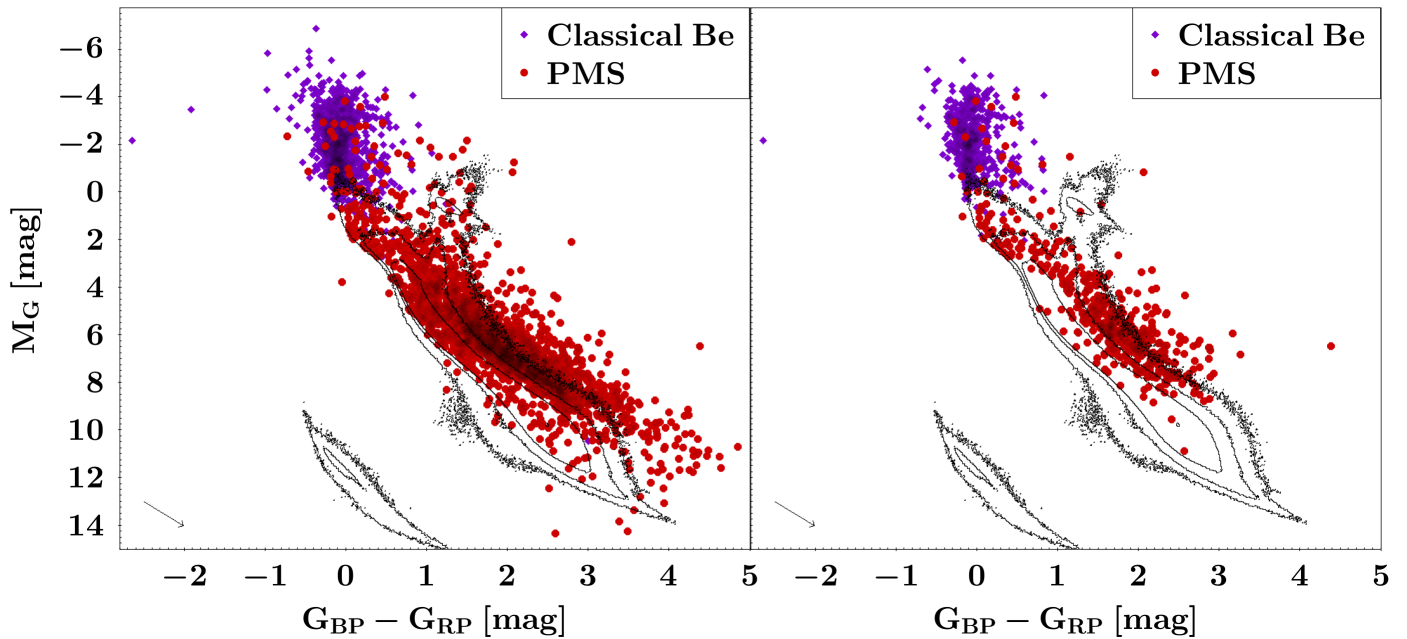 Classical Be
PMS
Classical Be
PMS
M_G [mag]
−6
−4
−2
0
2
4
6
8
10
12
14
−2 −1 0 1 2 3 4 5
−2 −1 0 1 2 3 4 5
G_BP − G_RP [mag]
G_BP − G_RP [mag]